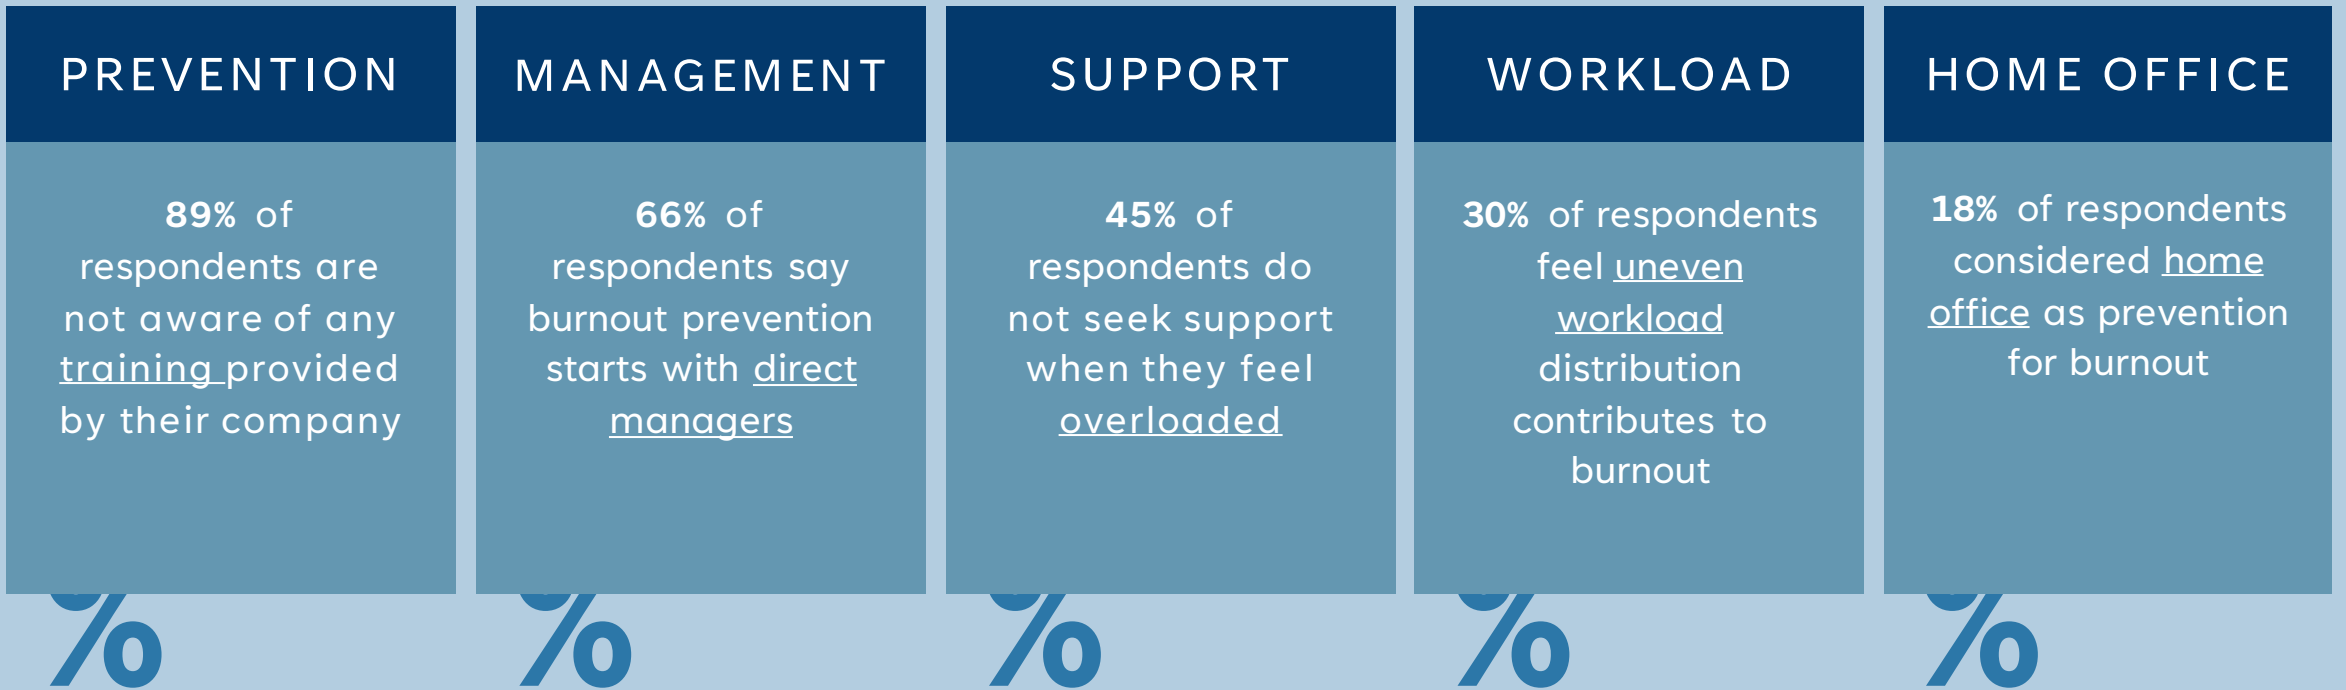 PREVENTION
89% of
respondents are
not aware of any
training provided
by their company
%
MANAGEMENT
66% of
respondents say
burnout prevention
starts with direct
managers
%
SUPPORT
45% of
respondents do
not seek support
when they feel
overloaded
%
WORKLOAD
30% of respondents
feel uneven
workload
distribution
contributes to
burnout
%
HOME OFFICE
18% of respondents
considered home
office as prevention
for burnout
%